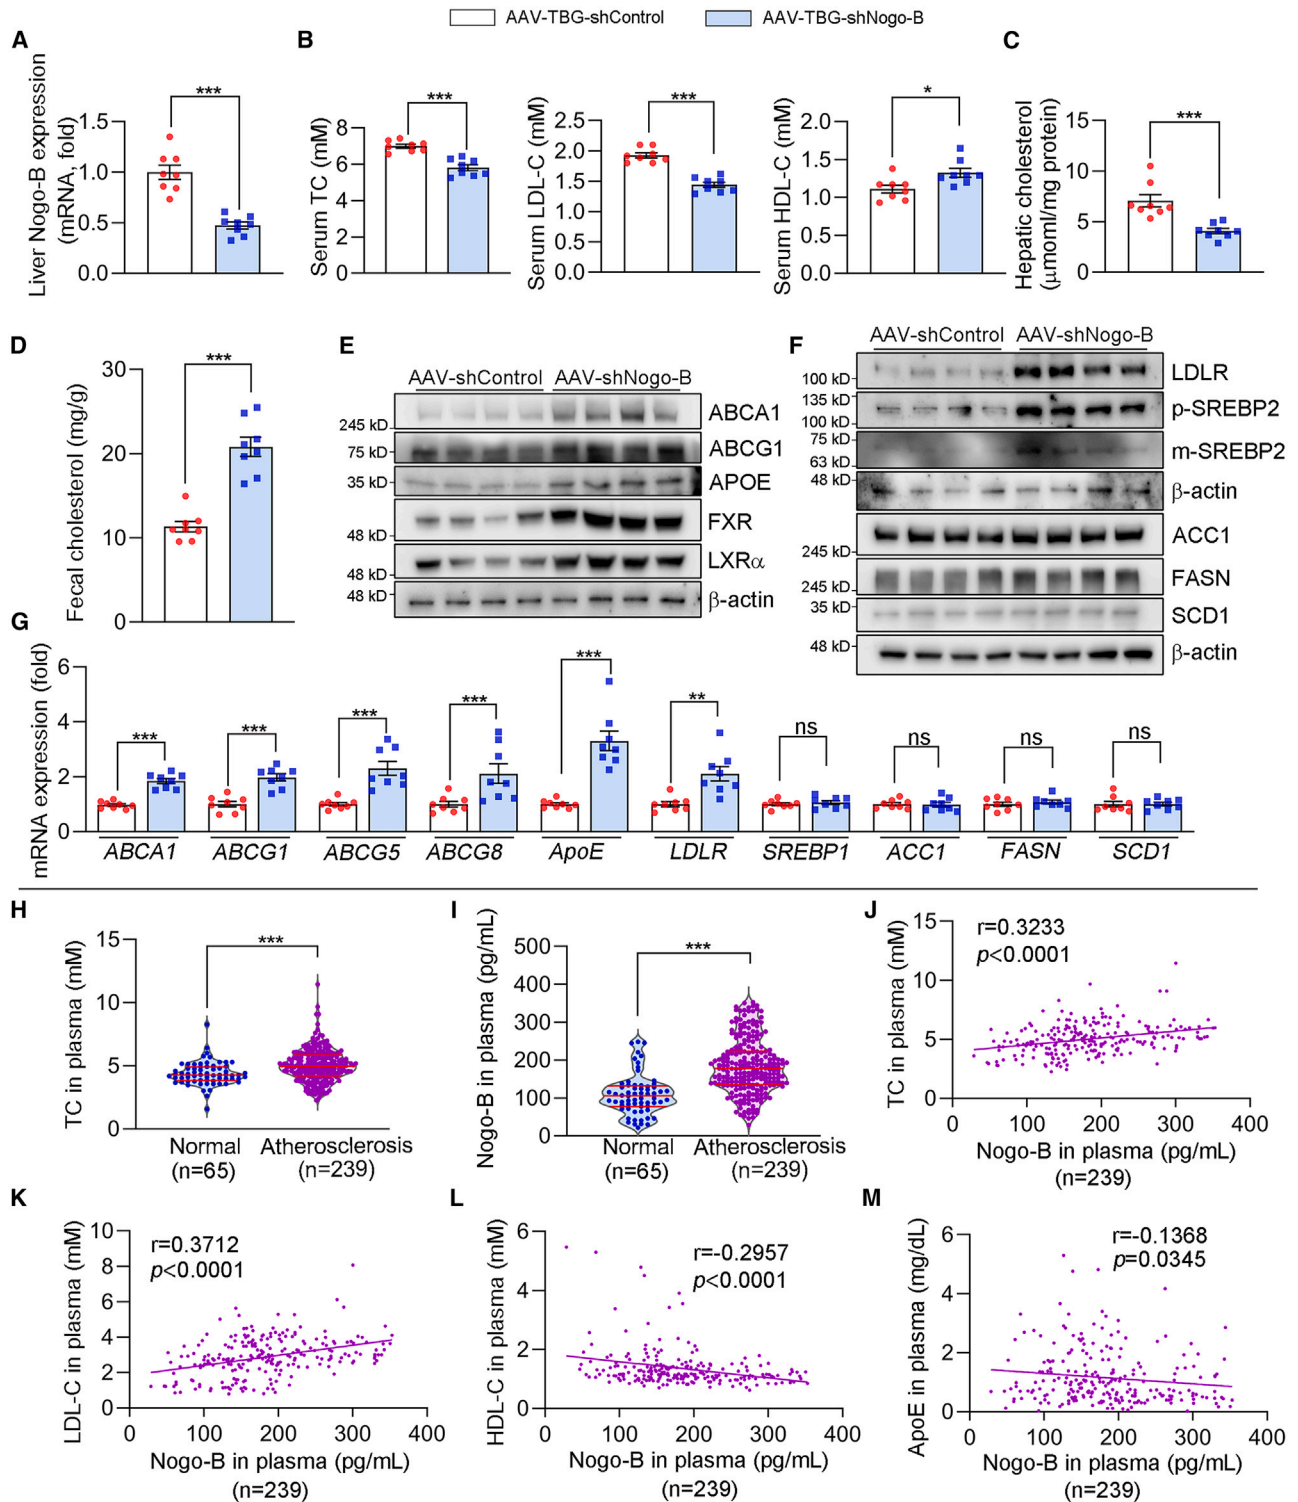 AAV-TBG-shControl
AAV-TBG-shNogo-B
A
Liver Nogo-B expression
(mRNA, fold)
1.5
1.0
0.5
0.0
***
B
Serum TC (mM)
8
6
4
2
0
***
Serum LDL-C (mM)
2.5
2.0
1.5
1.0
0.5
0.0
***
Serum HDL-C (mM)
2.0
1.5
1.0
0.5
0.0
*
C
Hepatic cholesterol
(μmoml/mg protein)
15
10
5
0
***
D
Fecal cholesterol (mg/g)
30
20
10
0
***
E
AAV-shControl AAV-shNogo-B
245 kD
ABCA1
75 kD
ABCG1
35 kD
APOE
48 kD
FXR
48 kD
LXRα
48 kD
β-actin
F
AAV-shControl AAV-shNogo-B
100 kD
LDLR
135 kD
100 kD
p-SREBP2
75 kD
63 kD
m-SREBP2
48 kD
β-actin
245 kD
ACC1
245 kD
FASN
35 kD
SCD1
48 kD
β-actin
G
mRNA expression (fold)
6
4
2
0
***
***
***
***
***
**
ns
ns
ns
ns
ABCA1 ABCG1 ABCG5 ABCG8 ApoE LDLR SREBP1 ACC1 FASN SCD1
H
TC in plasma (mM)
15
10
5
0
***
Normal
(n=65)
Atherosclerosis
(n=239)
I
Nogo-B in plasma (pg/mL)
500
400
300
200
100
0
***
Normal
(n=65)
Atherosclerosis
(n=239)
J
TC in plasma (mM)
15
10
5
0
r=0.3233
p<0.0001
0 100 200 300 400
Nogo-B in plasma (pg/mL)
(n=239)
K
LDL-C in plasma (mM)
10
8
6
4
2
0
r=0.3712
p<0.0001
0 100 200 300 400
Nogo-B in plasma (pg/mL)
(n=239)
L
HDL-C in plasma (mM)
6
4
2
0
r=-0.2957
p<0.0001
0 100 200 300 400
Nogo-B in plasma (pg/mL)
(n=239)
M
ApoE in plasma (mg/dL)
6
4
2
0
r=-0.1368
p=0.0345
0 100 200 300 400
Nogo-B in plasma (pg/mL)
(n=239)